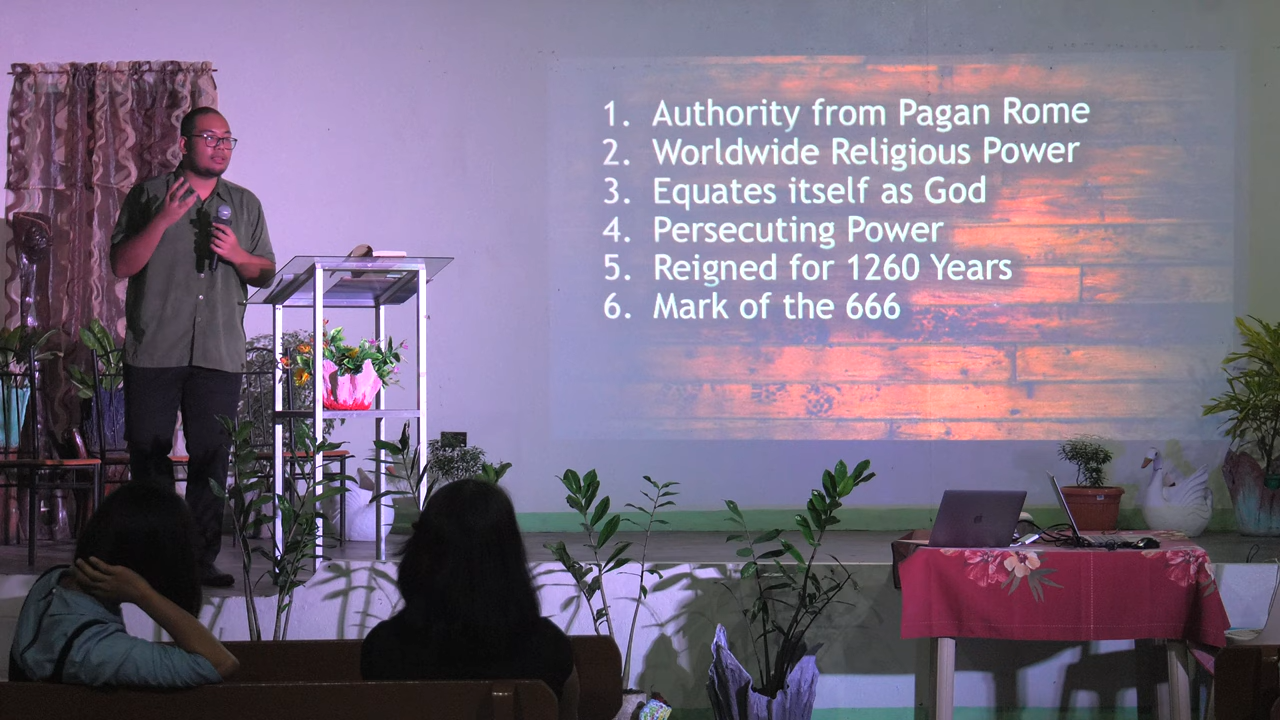 1. Authority from Pagan Rome
2. Worldwide Religious Power
3. Equates itself as God
4. Persecuting Power
5. Reigned for 1260 Years
6. Mark of the 666